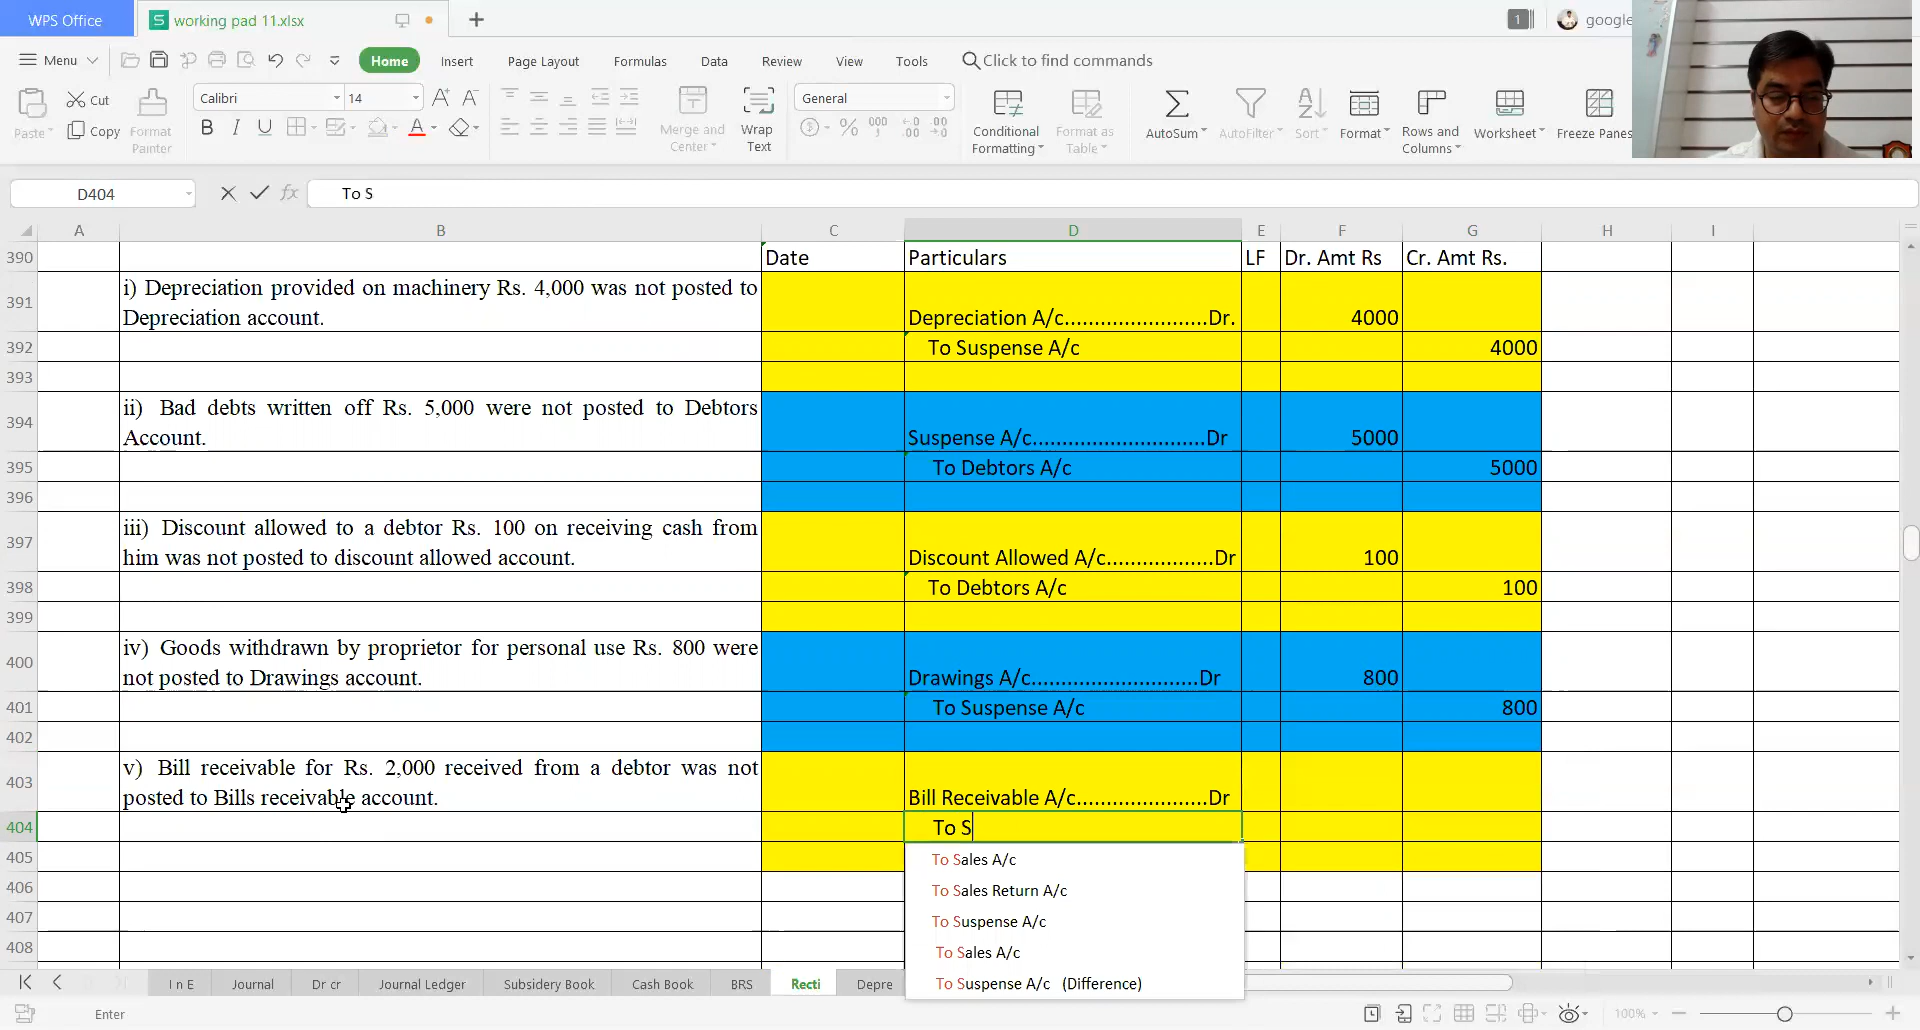 WPS Office
S working pad 11.xlsx
+
1
google
Menu
Home
Insert
Page Layout
Formulas
Data
Review
View
Tools
Click to find commands
Cut
Paste
Copy
Format Painter
Calibri
14
A+ A-
B I U
Merge and Center
Wrap Text
General
Conditional Formatting
Format as Table
AutoSum
AutoFilter
Sort
Format
Rows and Columns
Worksheet
Freeze Panes
D404
fx
To S
A B C D E F G H I
390 Date Particulars LF Dr. Amt Rs Cr. Amt Rs.
391 i) Depreciation provided on machinery Rs. 4,000 was not posted to
Depreciation account. Depreciation A/c........................Dr. 4000
392 To Suspense A/c 4000
393
394 ii) Bad debts written off Rs. 5,000 were not posted to Debtors
Account. Suspense A/c.............................Dr 5000
395 To Debtors A/c 5000
396
397 iii) Discount allowed to a debtor Rs. 100 on receiving cash from
him was not posted to discount allowed account. Discount Allowed A/c..................Dr 100
398 To Debtors A/c 100
399
400 iv) Goods withdrawn by proprietor for personal use Rs. 800 were
not posted to Drawings account. Drawings A/c............................Dr 800
401 To Suspense A/c 800
402
403 v) Bill receivable for Rs. 2,000 received from a debtor was not
posted to Bills receivable account. Bill Receivable A/c......................Dr
404 To S
405 To Sales A/c
406 To Sales Return A/c
407 To Suspense A/c
408 To Sales A/c
To Suspense A/c (Difference)
I n E
Journal
Dr cr
Journal Ledger
Subsidery Book
Cash Book
BRS
Recti
Depre
Enter
100%